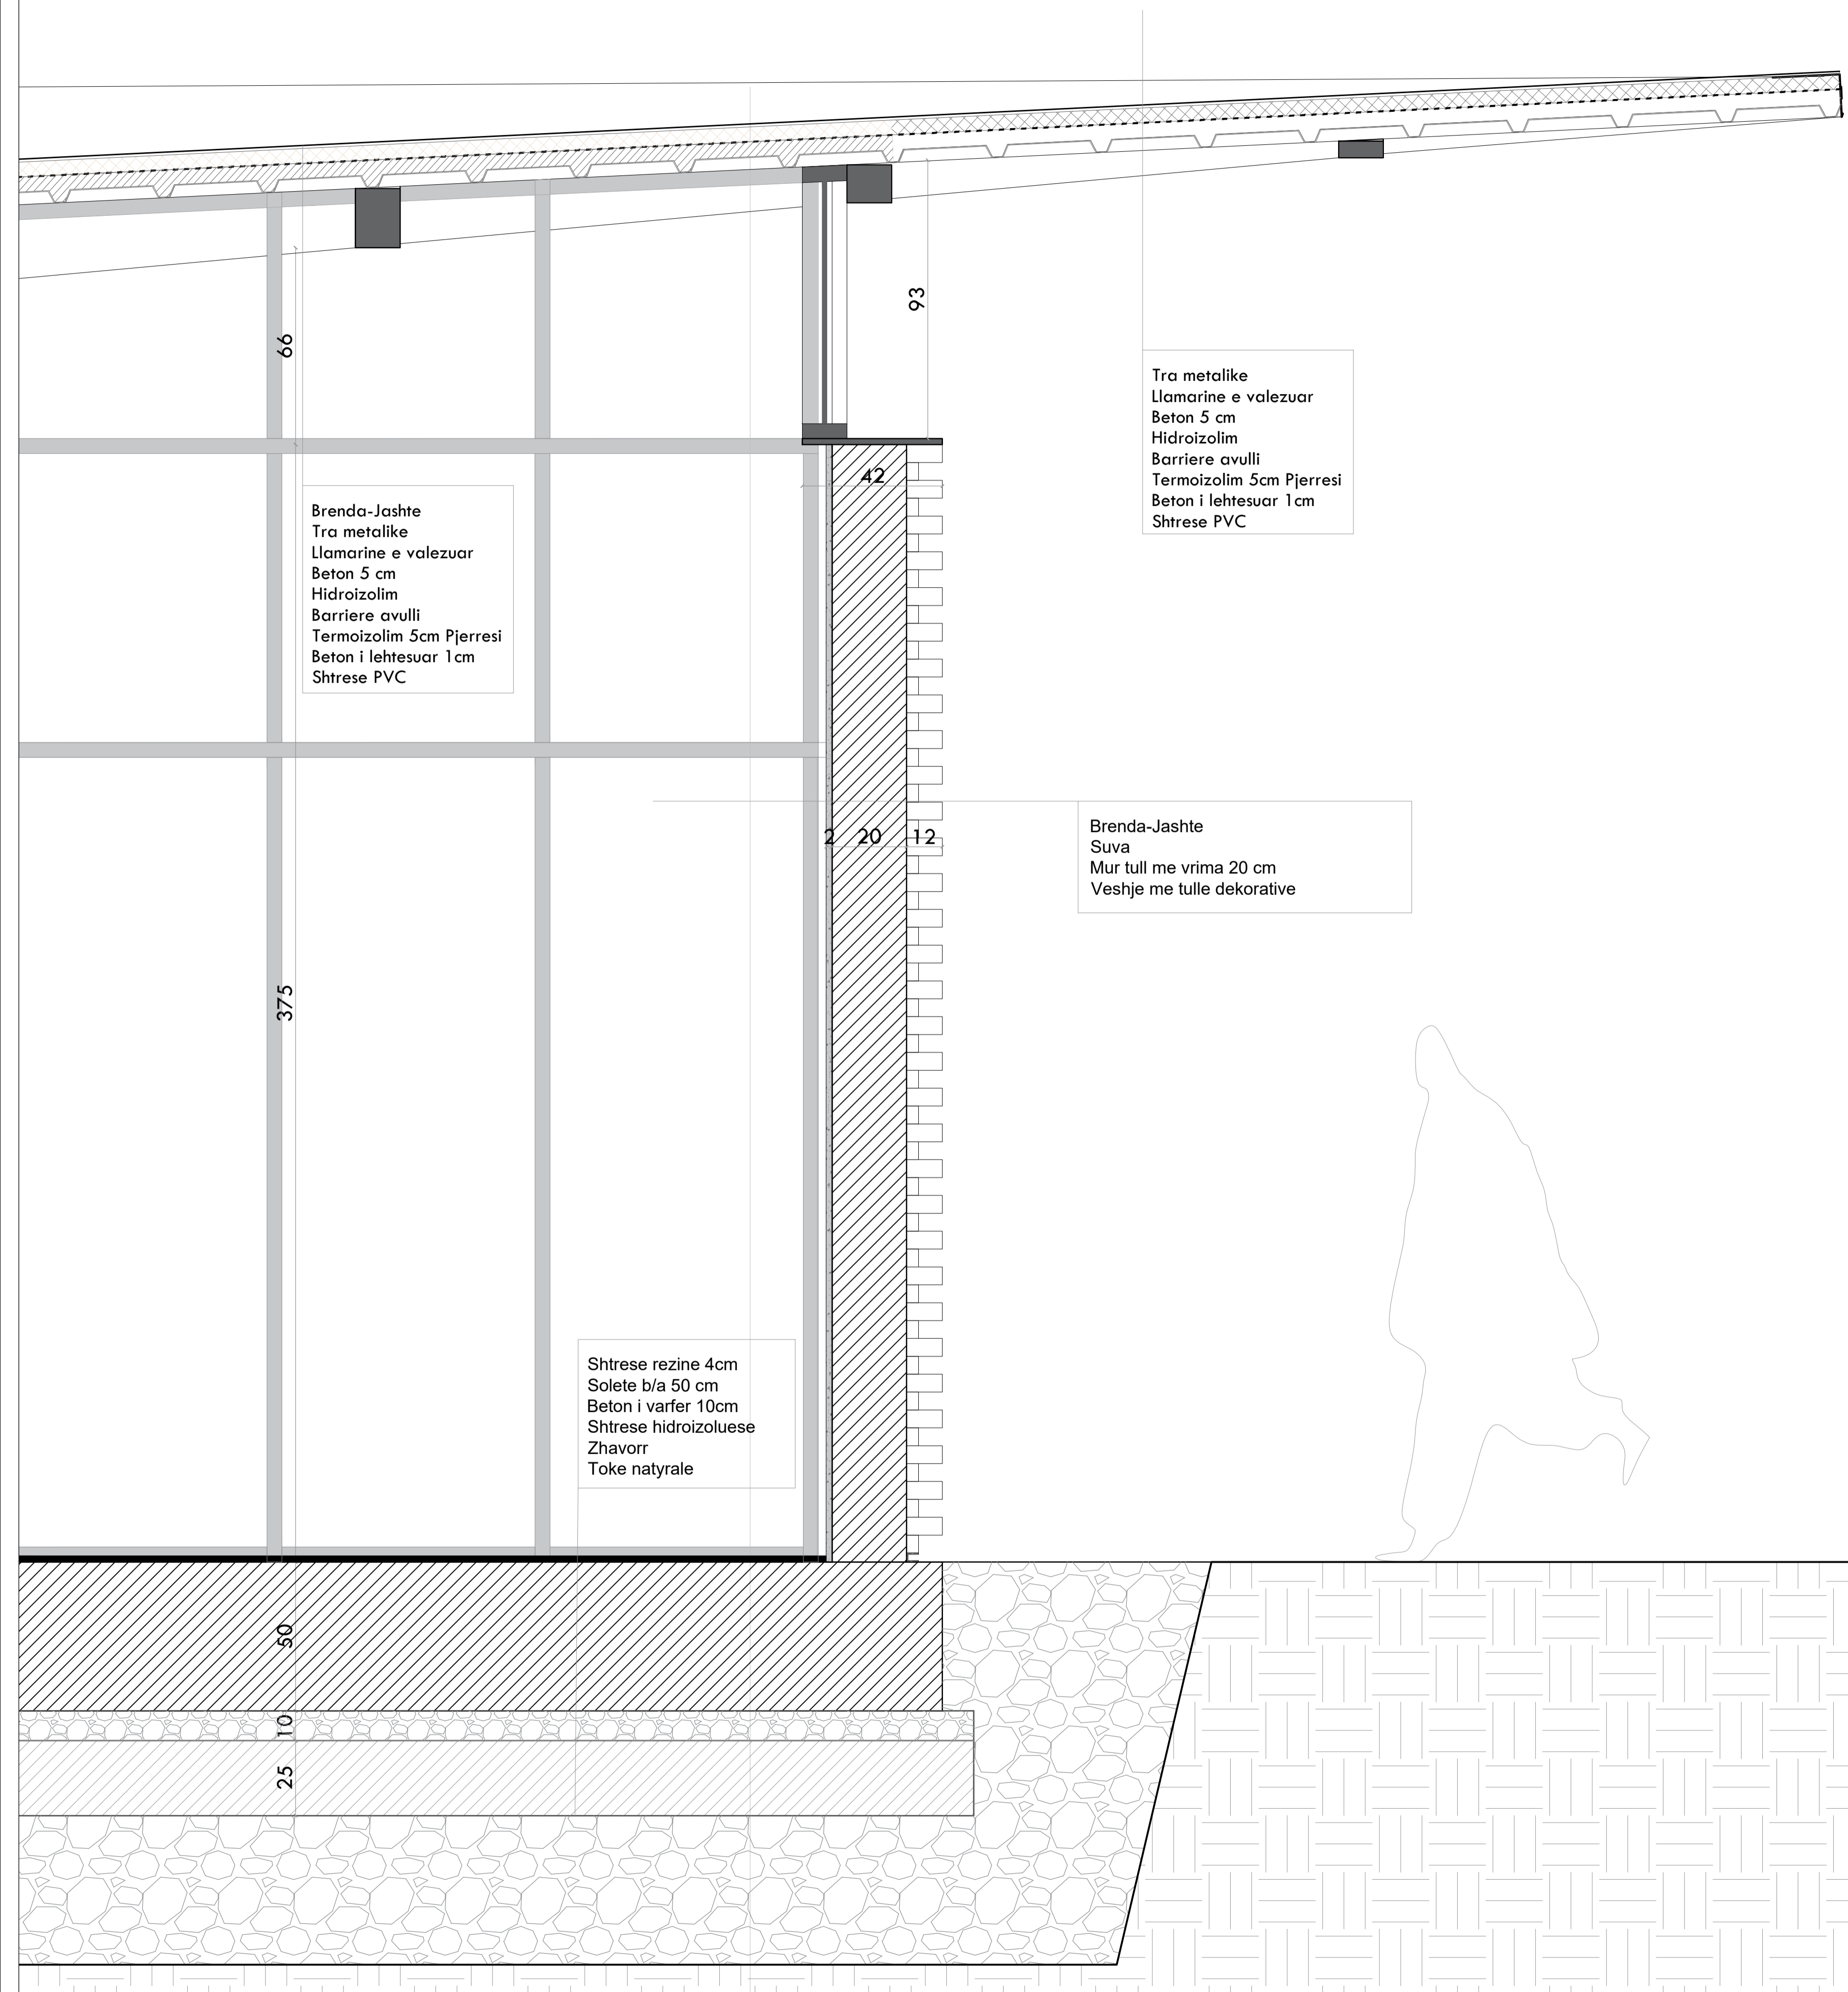 66
93
Tra metalike
Llamarine e valezuar
Beton 5 cm
Hidroizolim
Barriere avulli
Termoizolim 5cm Pjerresi
Beton i lehtesuar 1cm
Shtrese PVC
42
Brenda-Jashte
Tra metalike
Llamarine e valezuar
Beton 5 cm
Hidroizolim
Barriere avulli
Termoizolim 5cm Pjerresi
Beton i lehtesuar 1cm
Shtrese PVC
2 20 12
Brenda-Jashte
Suva
Mur tull me vrima 20 cm
Veshje me tulle dekorative
375
Shtrese rezine 4cm
Solete b/a 50 cm
Beton i varfer 10cm
Shtrese hidroizoluese
Zhavorr
Toke natyrale
50
10
25